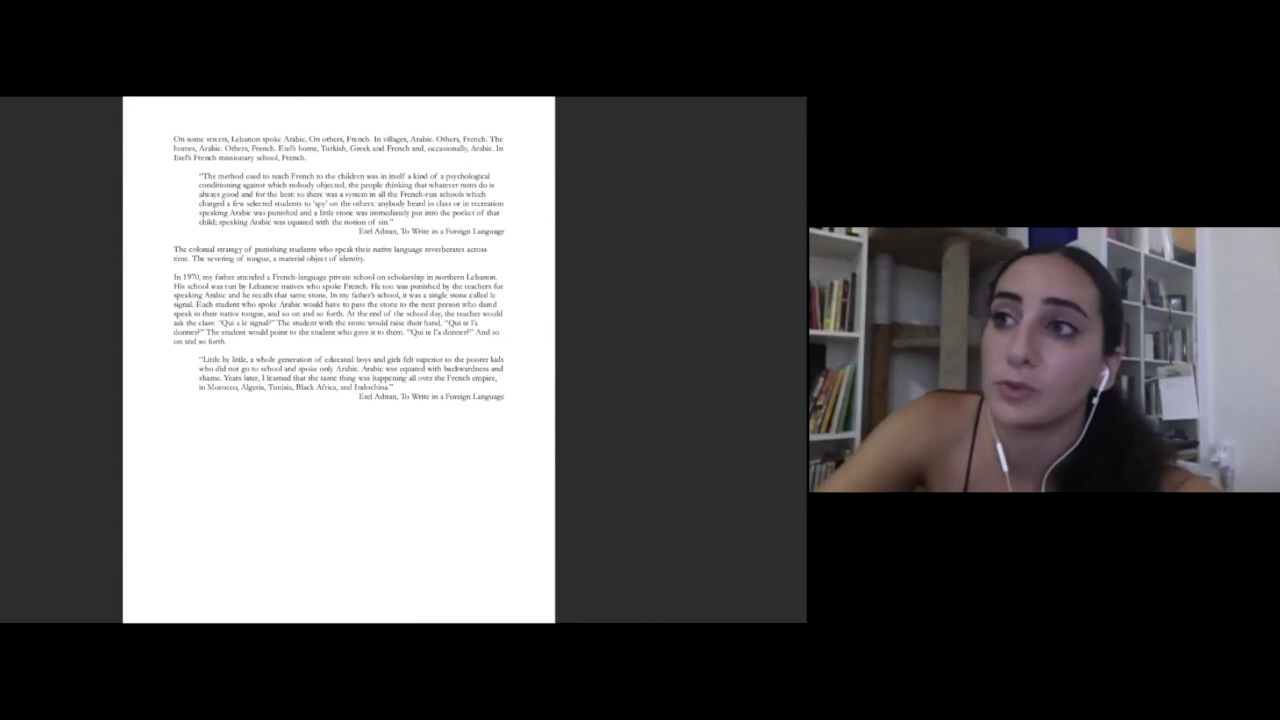 On some streets, Lebanon spoke Arabic. On others, French. In villages, Arabic. Others, French. The
homes, Arabic. Others, French. Etel's home, Turkish, Greek and French and, occasionally, Arabic. In
Etel's French missionary school, French.
"The method used to teach French to the children was in itself a kind of a psychological
conditioning against which nobody objected, the people thinking that whatever nuns do is
always good and for the best: so there was a system in all the French-run schools which
charged a few selected students to 'spy' on the others: anybody heard in class or in recreation
speaking Arabic was punished and a little stone was immediately put into the pocket of that
child; speaking Arabic was equated with the notion of sin."
Etel Adnan, To Write in a Foreign Language
The colonial strategy of punishing students who speak their native language reverberates across
time. The severing of tongue, a material object of identity.
In 1970, my father attended a French-language private school on scholarship in northern Lebanon.
His school was run by Lebanese natives who spoke French. He too was punished by the teachers for
speaking Arabic and he recalls that same stone. In my father's school, it was a single stone called le
signal. Each student who spoke Arabic would have to pass the stone to the next person who dared
speak in their native tongue, and so on and so forth. At the end of the school day, the teacher would
ask the class: "Qui a le signal?" The student with the stone would raise their hand. "Qui te l'a
donner?" The student would point to the student who gave it to them. "Qui te l'a donner?" And so
on and so forth.
"Little by little, a whole generation of educated boys and girls felt superior to the poorer kids
who did not go to school and spoke only Arabic. Arabic was equated with backwardness and
shame. Years later, I learned that the same thing was happening all over the French empire,
in Morocco, Algeria, Tunisia, Black Africa, and Indochina."
Etel Adnan, To Write in a Foreign Language